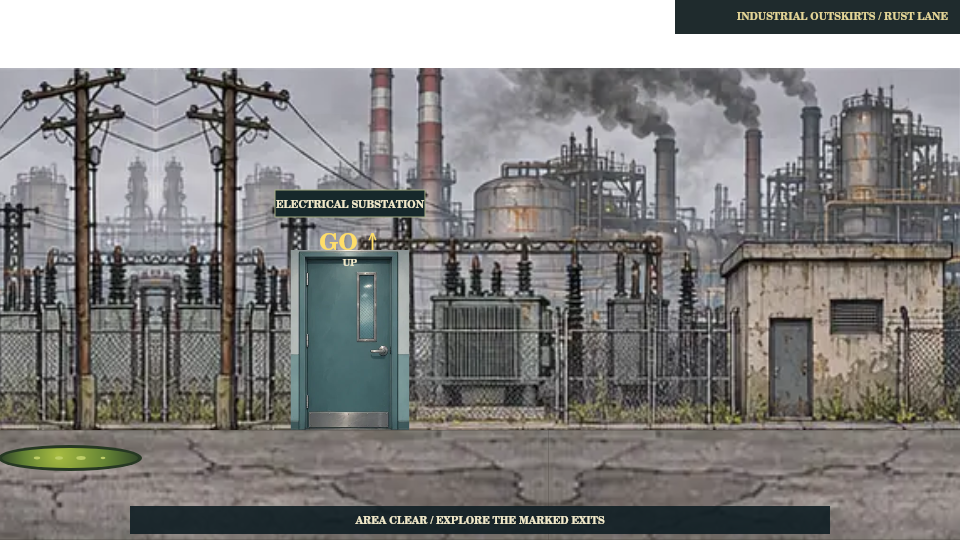 INDUSTRIAL OUTSKIRTS / RUST LANE
ELECTRICAL SUBSTATION
GO ↑
UP
AREA CLEAR / EXPLORE THE MARKED EXITS